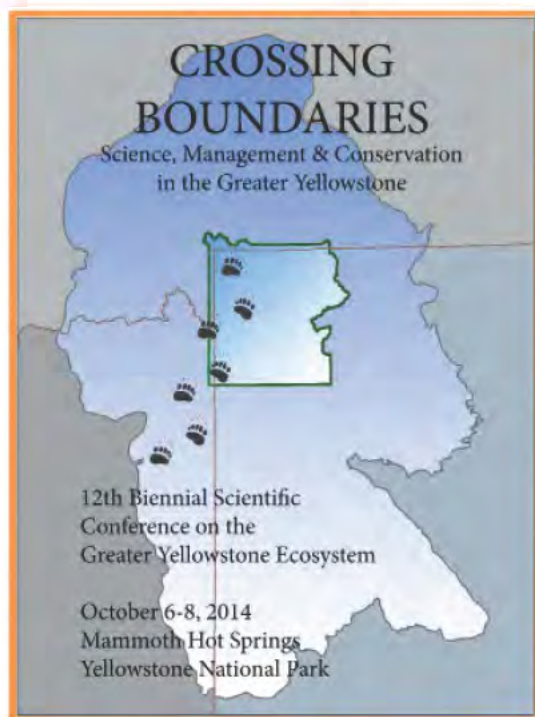 CROSSING
BOUNDARIES
Science, Management & Conservation
in the Greater Yellowstone
12th Biennial Scientific
Conference on the
Greater Yellowstone Ecosystem
October 6-8, 2014
Mammoth Hot Springs
Yellowstone National Park